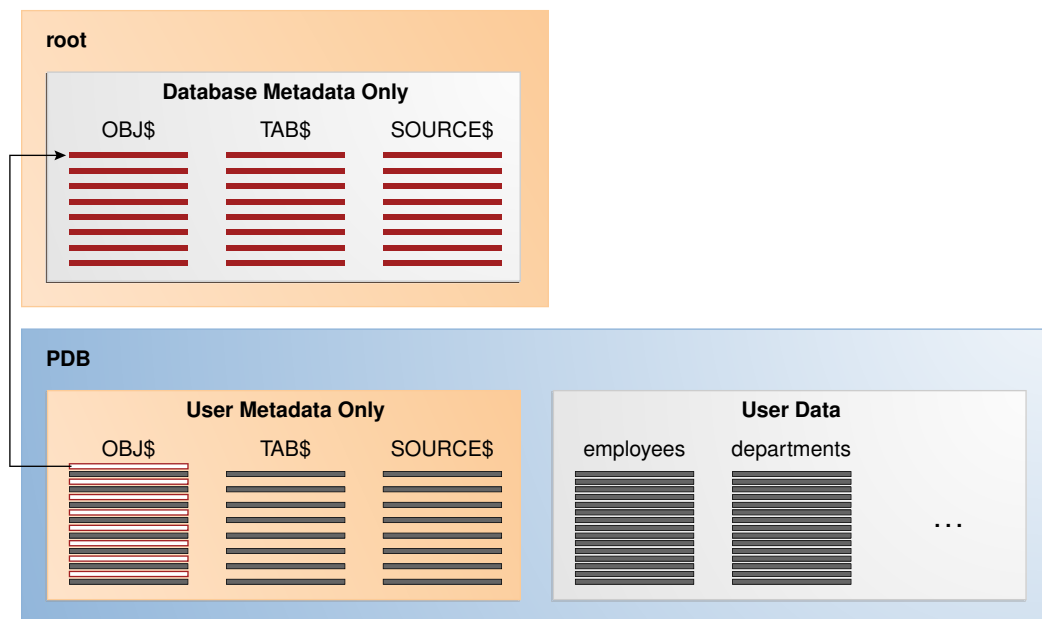 root
Database Metadata Only
OBJ$ TAB$ SOURCE$
PDB
User Metadata Only
OBJ$ TAB$ SOURCE$
User Data
employees departments
...